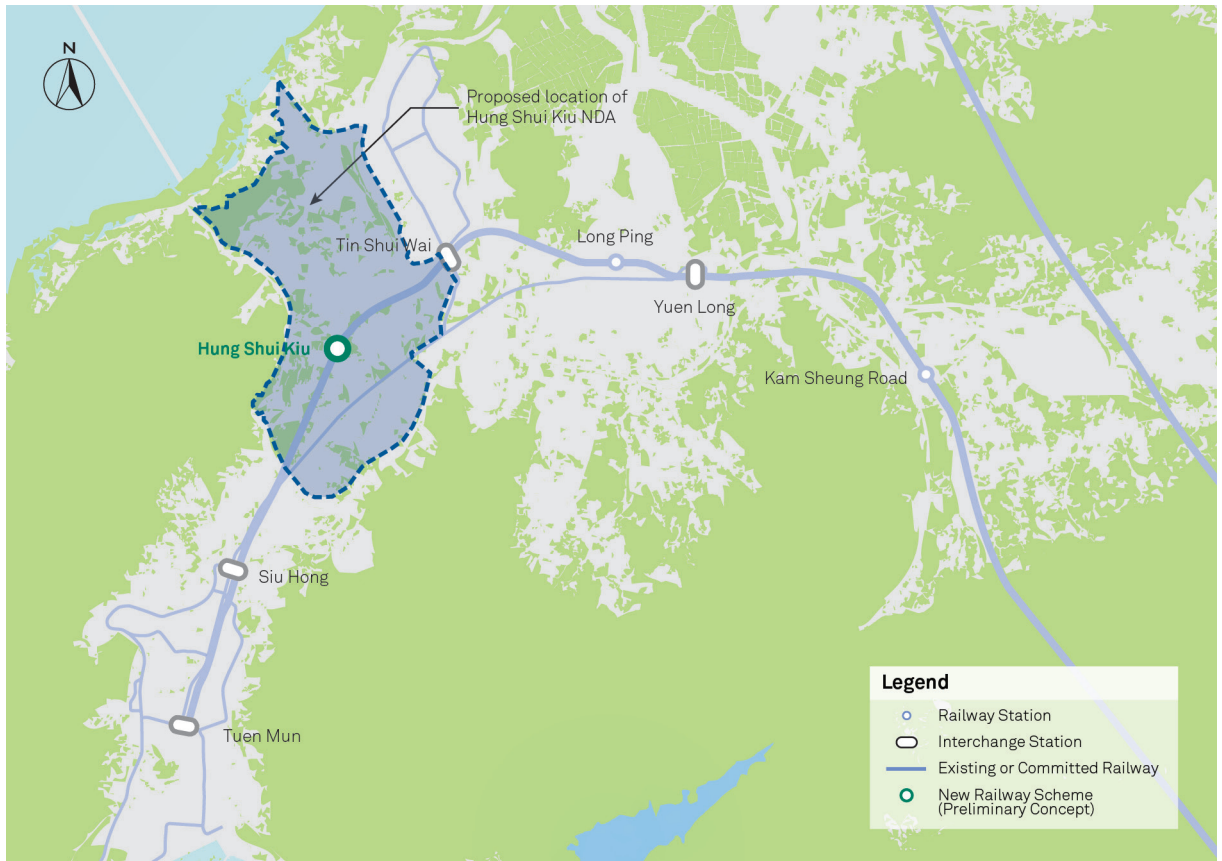 N
Proposed location of
Hung Shui Kiu NDA
Tin Shui Wai
Long Ping
Yuen Long
Hung Shui Kiu
Kam Sheung Road
Siu Hong
Tuen Mun
Legend
Railway Station
Interchange Station
Existing or Committed Railway
New Railway Scheme
(Preliminary Concept)